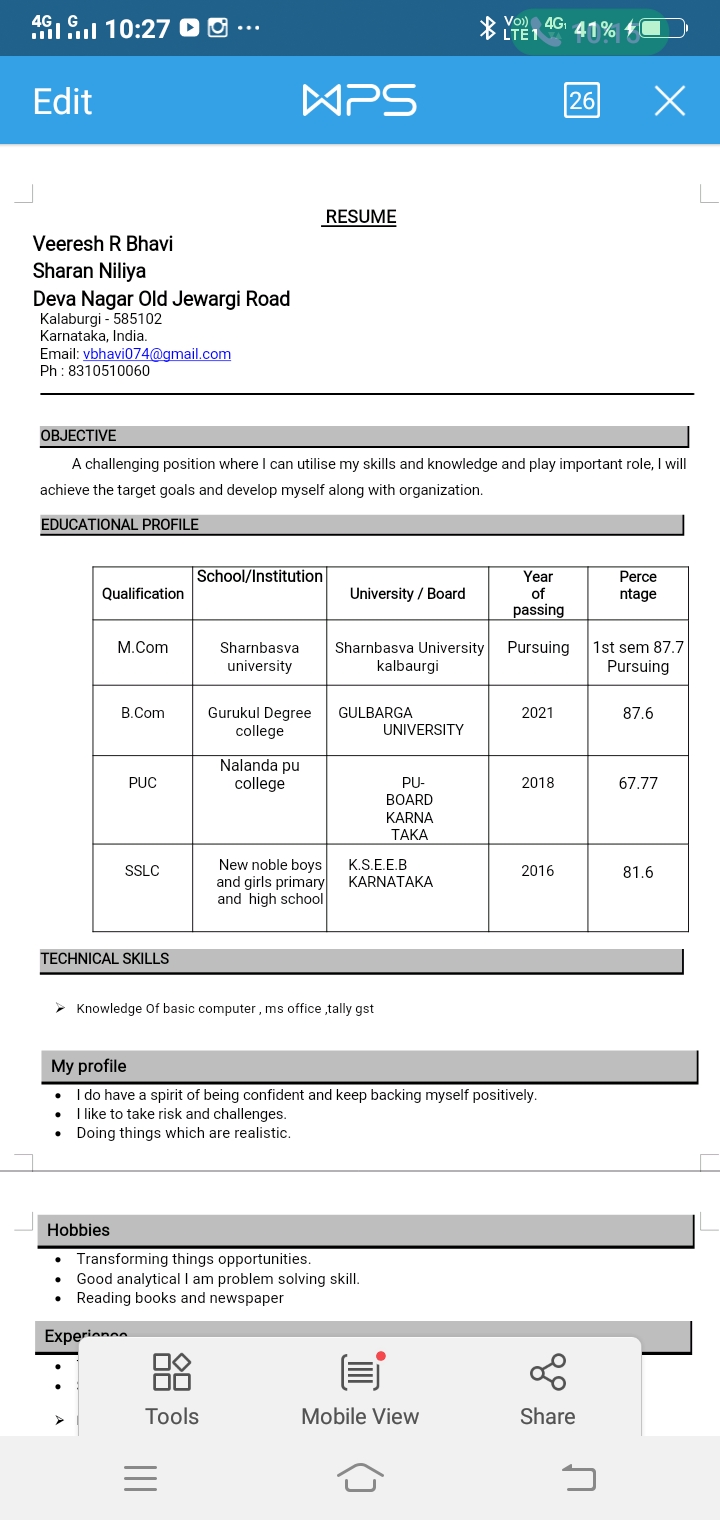 4G G 10:27 Vo)) 4G 41%
LTE1
Edit WPS 26
RESUME
Veeresh R Bhavi
Sharan Niliya
Deva Nagar Old Jewargi Road
Kalaburgi - 585102
Karnataka, India.
Email: vbhavi074@gmail.com
Ph : 8310510060
OBJECTIVE
A challenging position where I can utilise my skills and knowledge and play important role, I will
achieve the target goals and develop myself along with organization.
EDUCATIONAL PROFILE
Qualification School/Institution University / Board Year of passing Perce ntage
M.Com Sharnbasva university Sharnbasva University kalbaurgi Pursuing 1st sem 87.7 Pursuing
B.Com Gurukul Degree college GULBARGA UNIVERSITY 2021 87.6
PUC Nalanda pu college PU- BOARD KARNA TAKA 2018 67.77
SSLC New noble boys and girls primary and high school K.S.E.E.B KARNATAKA 2016 81.6
TECHNICAL SKILLS
Knowledge Of basic computer , ms office ,tally gst
My profile
I do have a spirit of being confident and keep backing myself positively.
I like to take risk and challenges.
Doing things which are realistic.
Hobbies
Transforming things opportunities.
Good analytical I am problem solving skill.
Reading books and newspaper
Experience
Tools Mobile View Share